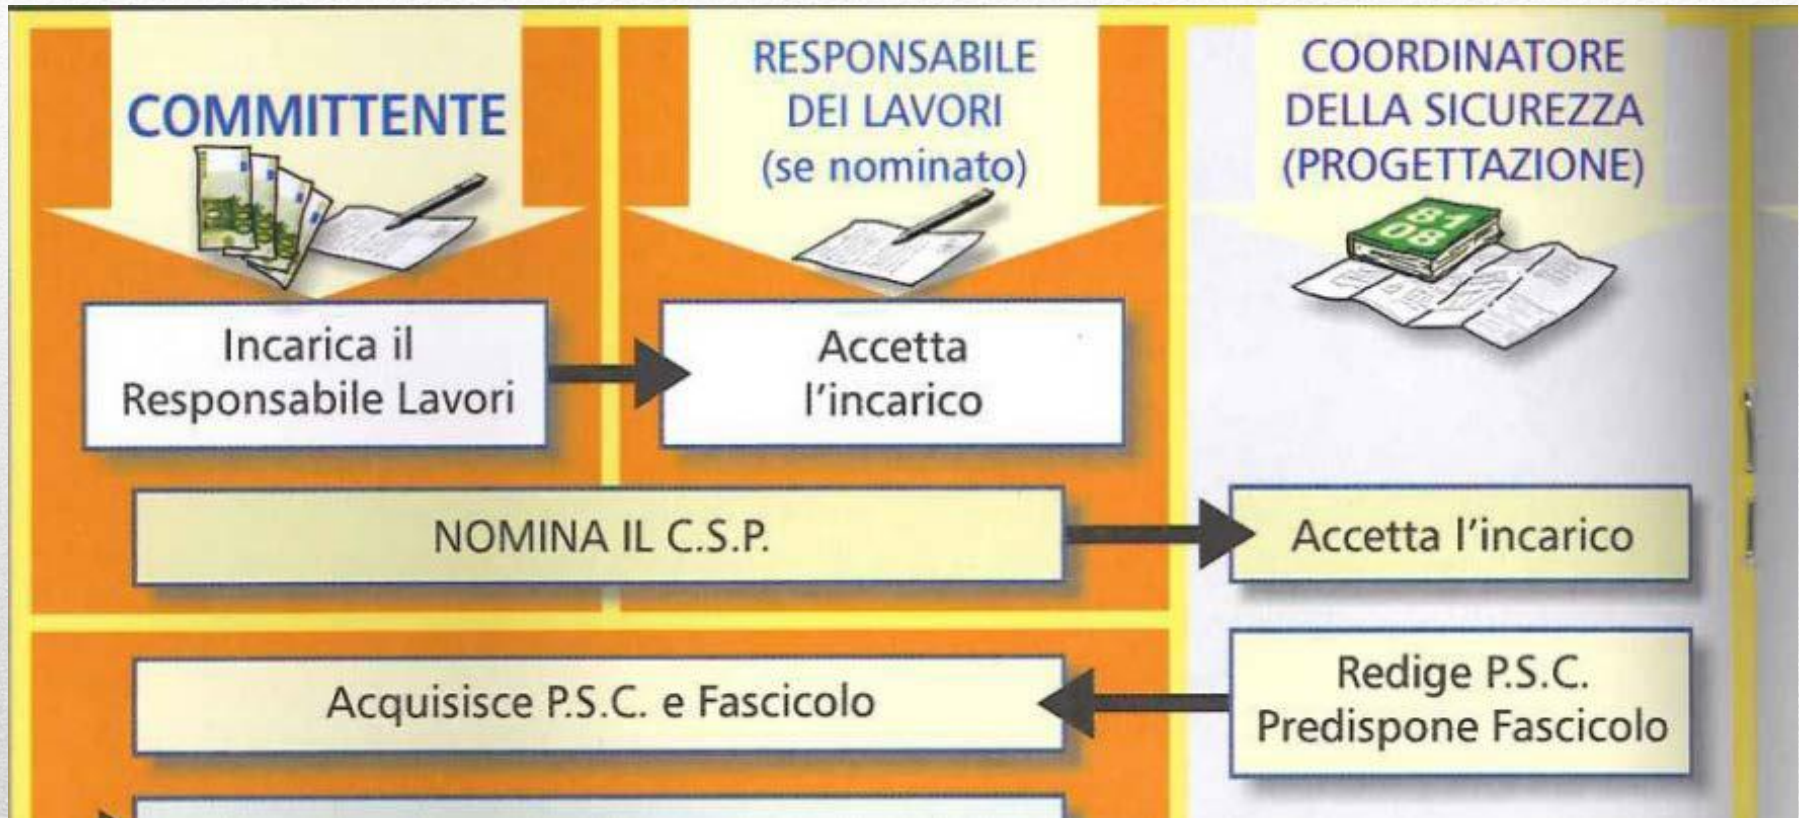 COMMITTENTE
RESPONSABILE
DEI LAVORI
(se nominato)
COORDINATORE
DELLA SICUREZZA
(PROGETTAZIONE)
81
08
Incarica il
Responsabile Lavori
Accetta
l'incarico
NOMINA IL C.S.P.
Accetta l'incarico
Acquisisce P.S.C. e Fascicolo
Redige P.S.C.
Predispone Fascicolo